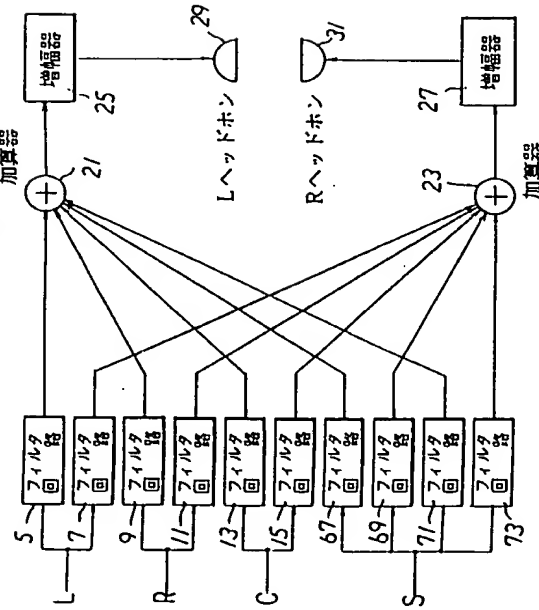 加算器
21
増幅器
25
29
Lヘッドホン
Rヘッドホン
31
増幅器
27
23
加算器
L
5
フィルタ
回路
7
フィルタ
回路
R
9
フィルタ
回路
11
フィルタ
回路
C
13
フィルタ
回路
15
フィルタ
回路
S
67
フィルタ
回路
69
フィルタ
回路
71
フィルタ
回路
73
フィルタ
回路